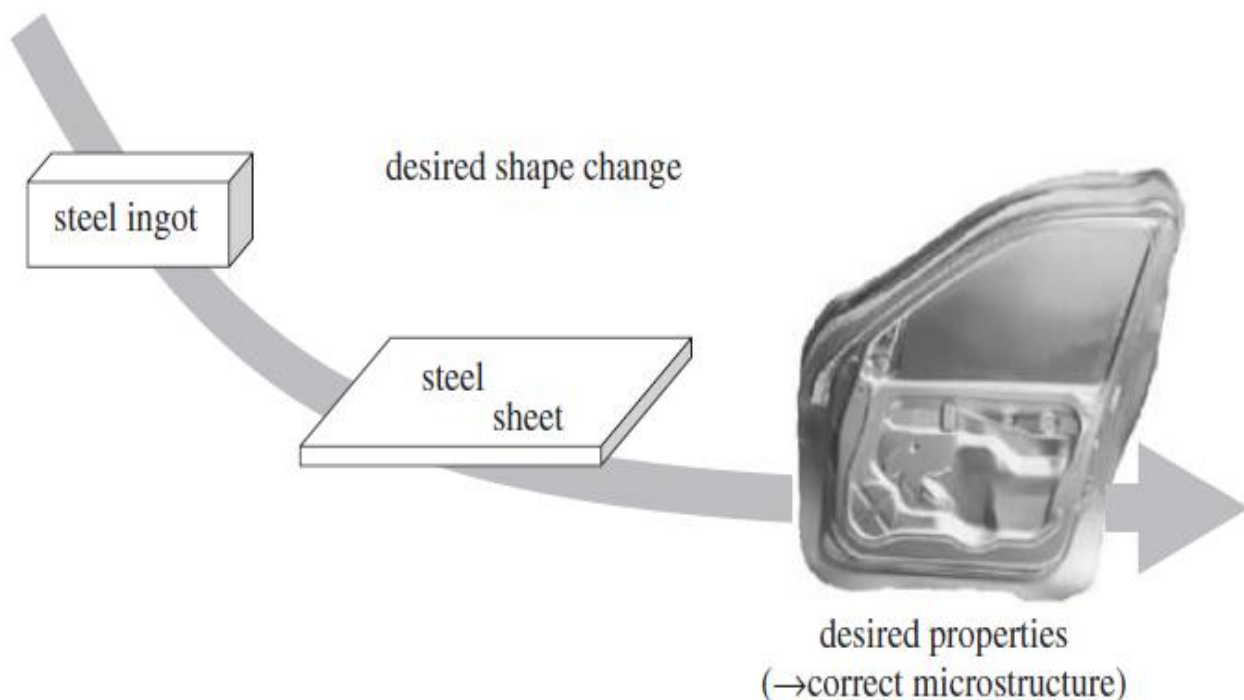 steel ingot
desired shape change
steel
sheet
desired properties
(→correct microstructure)